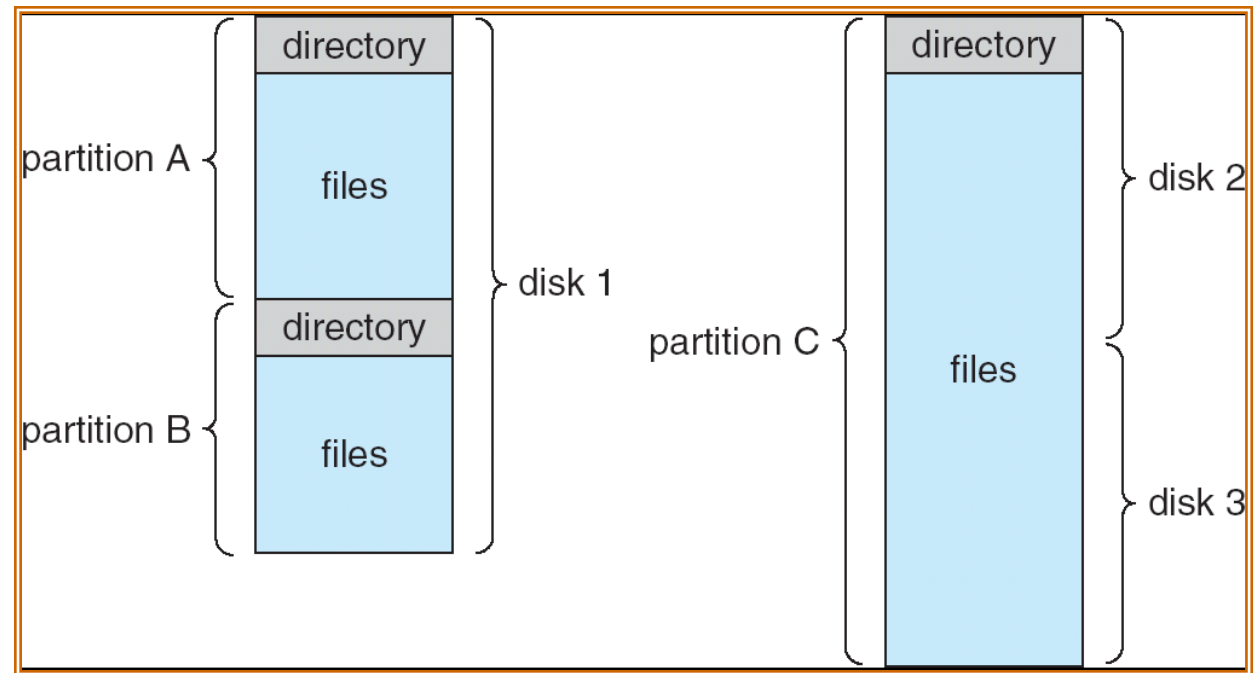 directory
partition A
files
disk 1
directory
partition B
files
directory
disk 2
partition C
files
disk 3